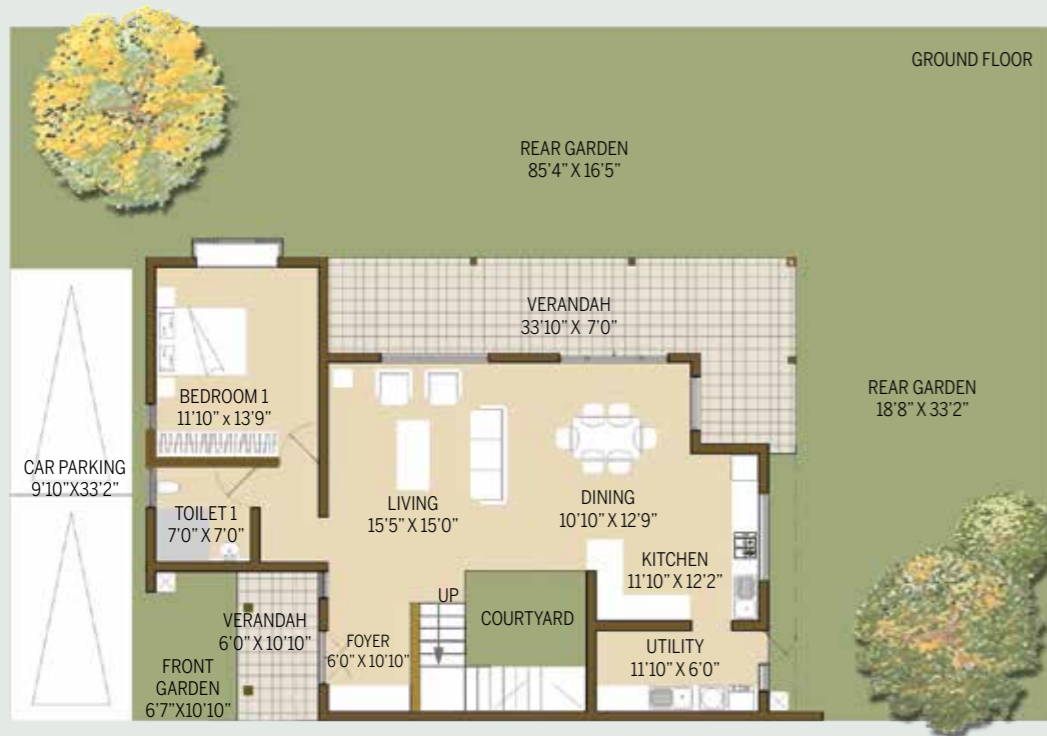 GROUND FLOOR
REAR GARDEN
85'4" X 16'5"
VERANDAH
33'10" X 7'0"
BEDROOM 1
11'10" x 13'9"
REAR GARDEN
18'8" X 33'2"
CAR PARKING
9'10"X33'2"
TOILET 1
7'0" X 7'0"
LIVING
15'5" X 15'0"
DINING
10'10" X 12'9"
KITCHEN
11'10" X 12'2"
UP
COURTYARD
VERANDAH
6'0" X 10'10"
FOYER
6'0" X 10'10"
UTILITY
11'10" X 6'0"
FRONT
GARDEN
6'7"X10'10"